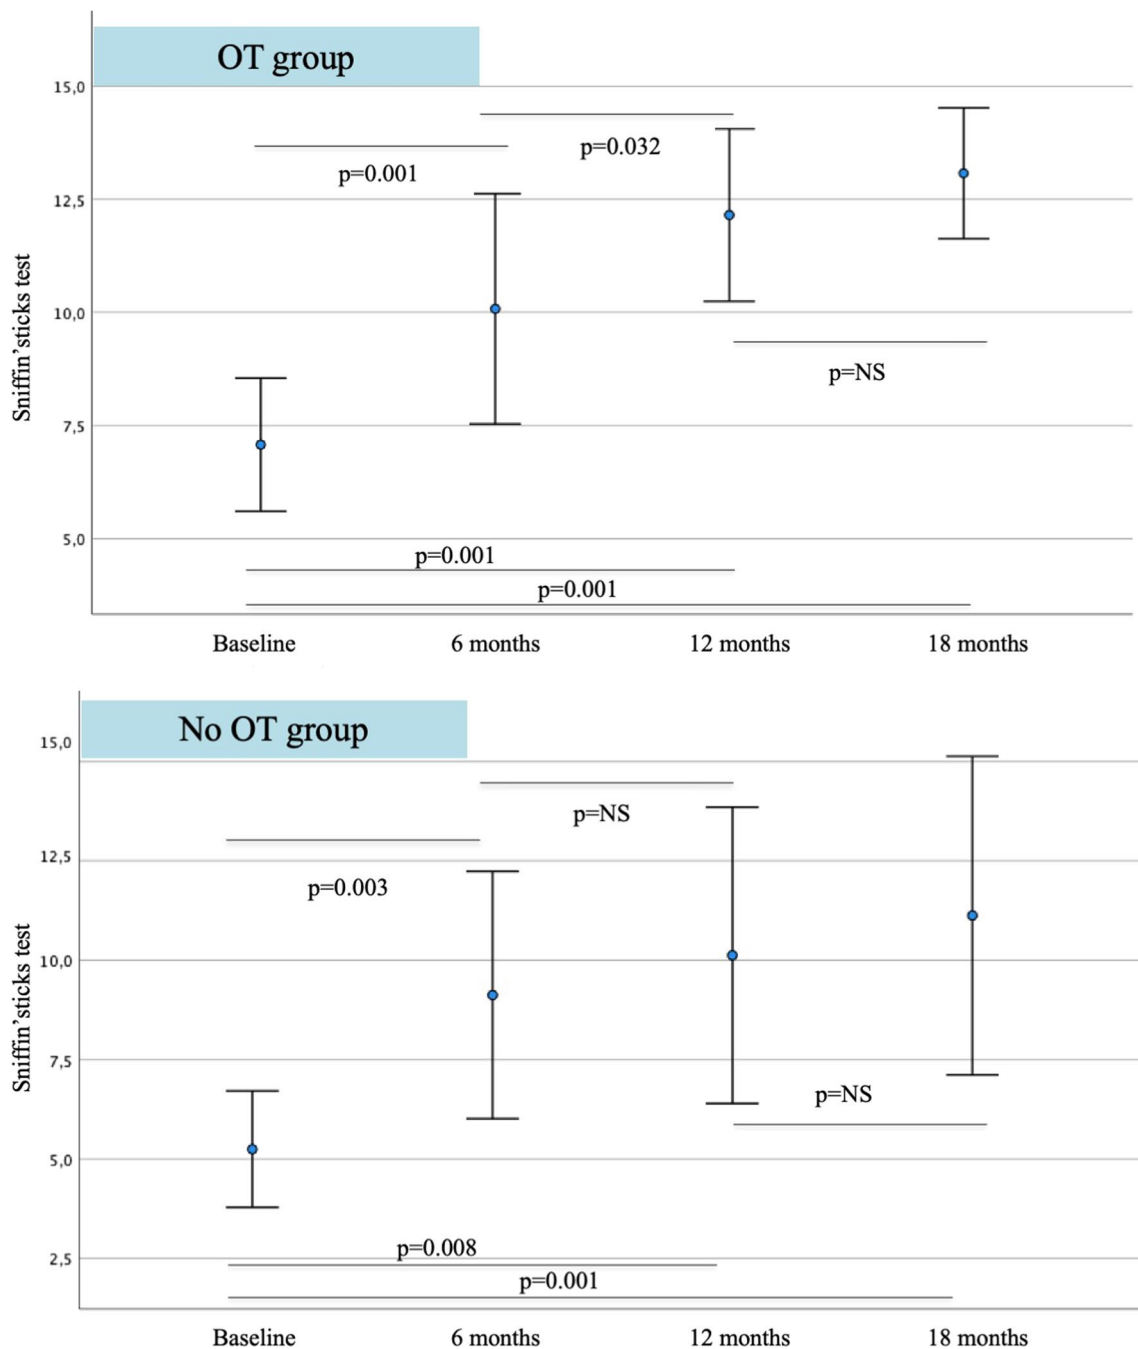 OT group
15,0
p=0.032
p=0.001
12,5
Sniffin'sticks test
10,0
p=NS
7,5
5,0
p=0.001
p=0.001
Baseline 6 months 12 months 18 months
No OT group
15,0
p=NS
12,5
p=0.003
Sniffin'sticks test
10,0
7,5
p=NS
5,0
p=0.008
2,5
p=0.001
Baseline 6 months 12 months 18 months